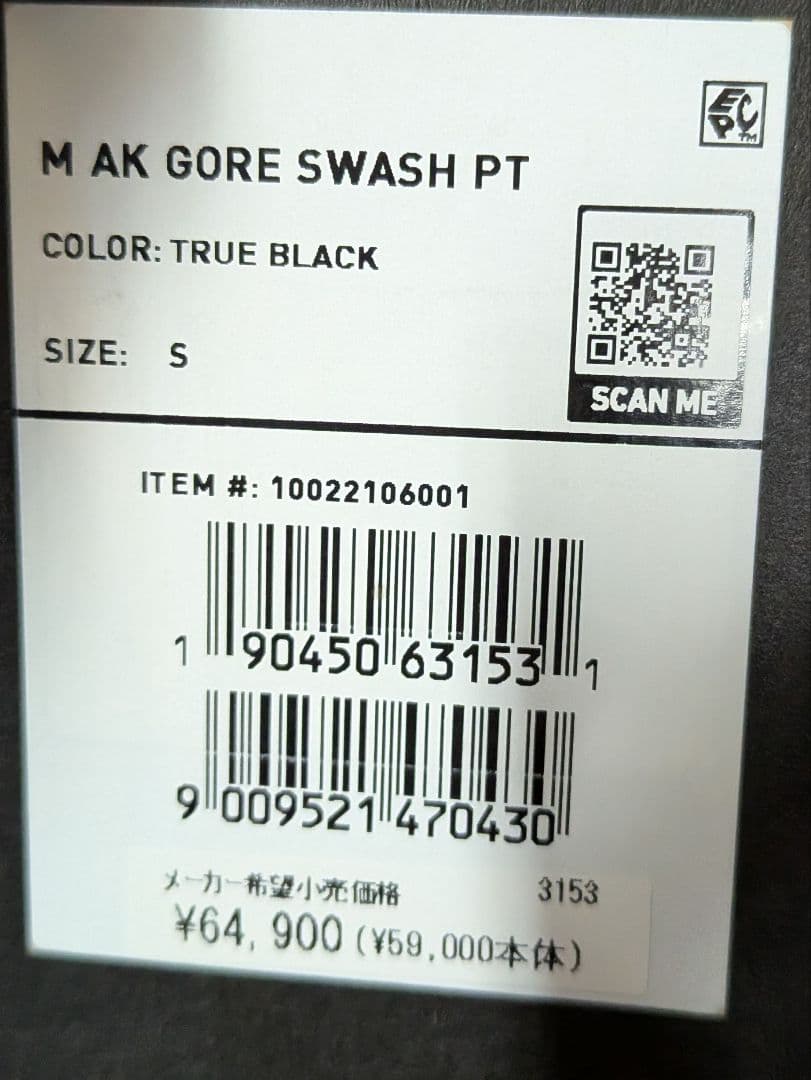 EPC™
M AK GORE SWASH PT
COLOR: TRUE BLACK
SIZE: S
SCAN ME
ITEM #: 10022106001
1 90450 63153 1
9 009521 470430
メーカー希望小売価格 3153
¥64,900(¥59,000本体)